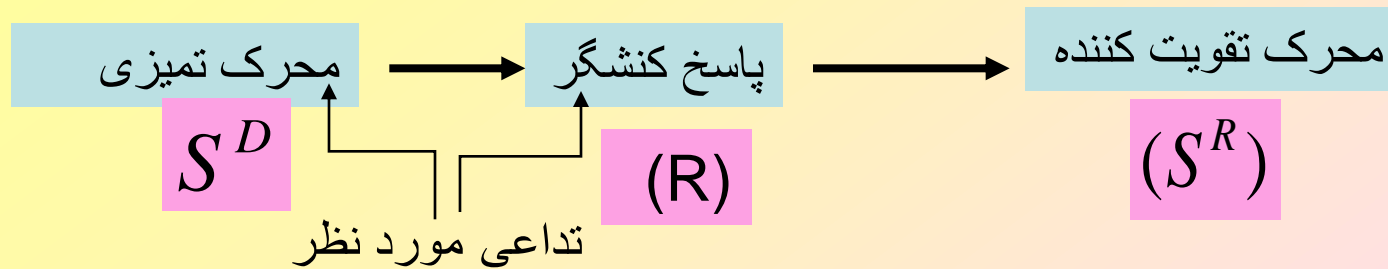 محرک تمیزی
پاسخ کنشگر
محرک تقویت کننده
S^D
(R)
(S^R)
تداعی مورد نظر